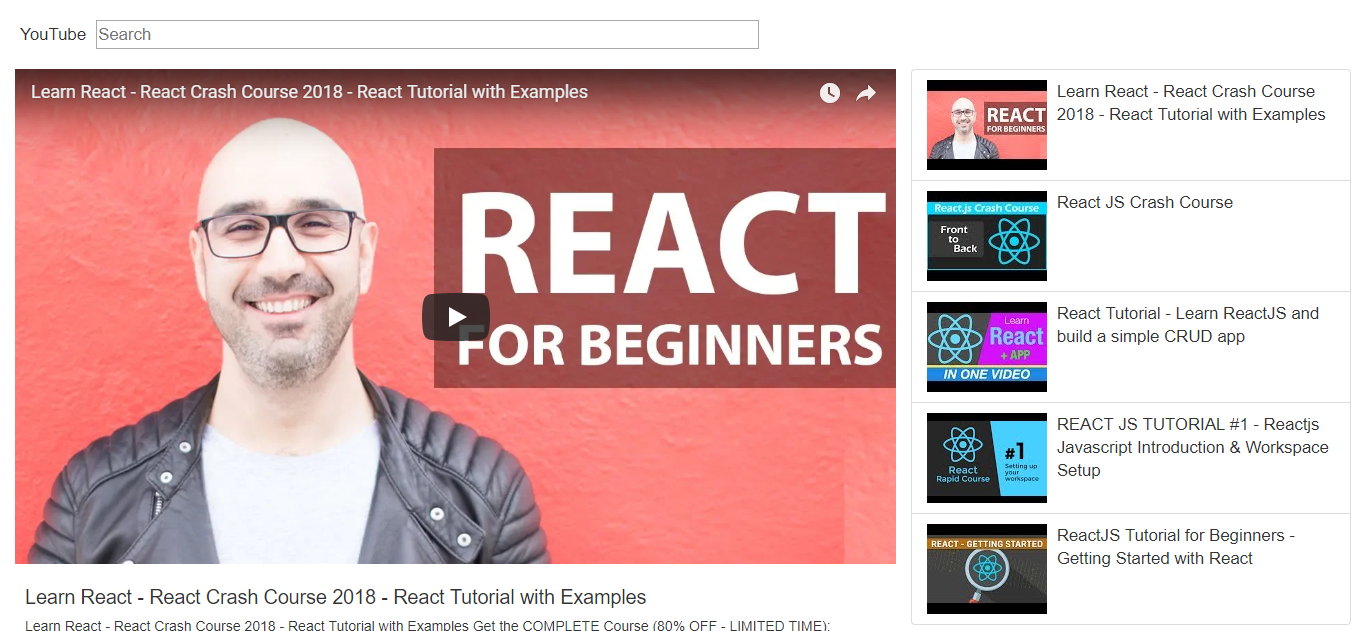 YouTube Search
Learn React - React Crash Course 2018 - React Tutorial with Examples
REACT
FOR BEGINNERS
Learn React - React Crash Course 2018 - React Tutorial with Examples
Learn React - React Crash Course 2018 - React Tutorial with Examples Get the COMPLETE Course (80% OFF - LIMITED TIME):
REACT
FOR BEGINNERS
Learn React - React Crash Course
2018 - React Tutorial with Examples
React.js Crash Course
Front
to
Back
React JS Crash Course
Learn
React
+ APP
IN ONE VIDEO
React Tutorial - Learn ReactJS and
build a simple CRUD app
React
Rapid Course
#1
Setting up
your
workspace
REACT JS TUTORIAL #1 - Reactjs
Javascript Introduction & Workspace
Setup
REACT - GETTING STARTED
ReactJS Tutorial for Beginners -
Getting Started with React